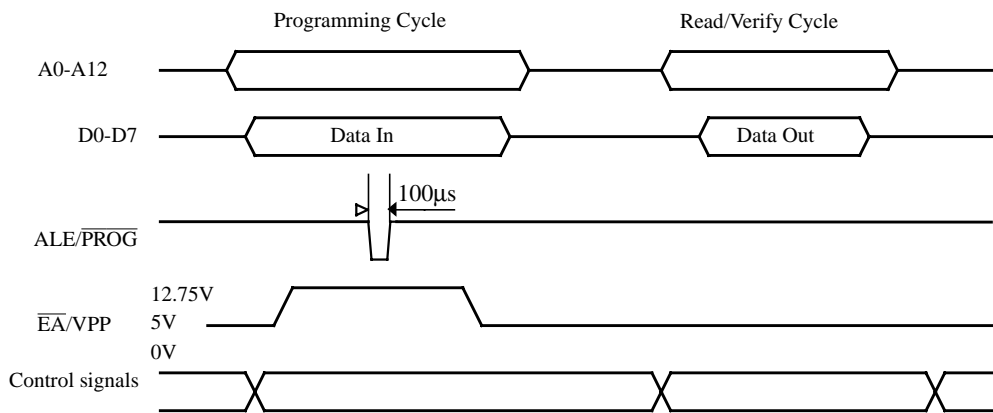 Programming Cycle Read/Verify Cycle
A0-A12
D0-D7 Data In Data Out
100µs
ALE/PROG
12.75V
EA/VPP 5V
0V
Control signals